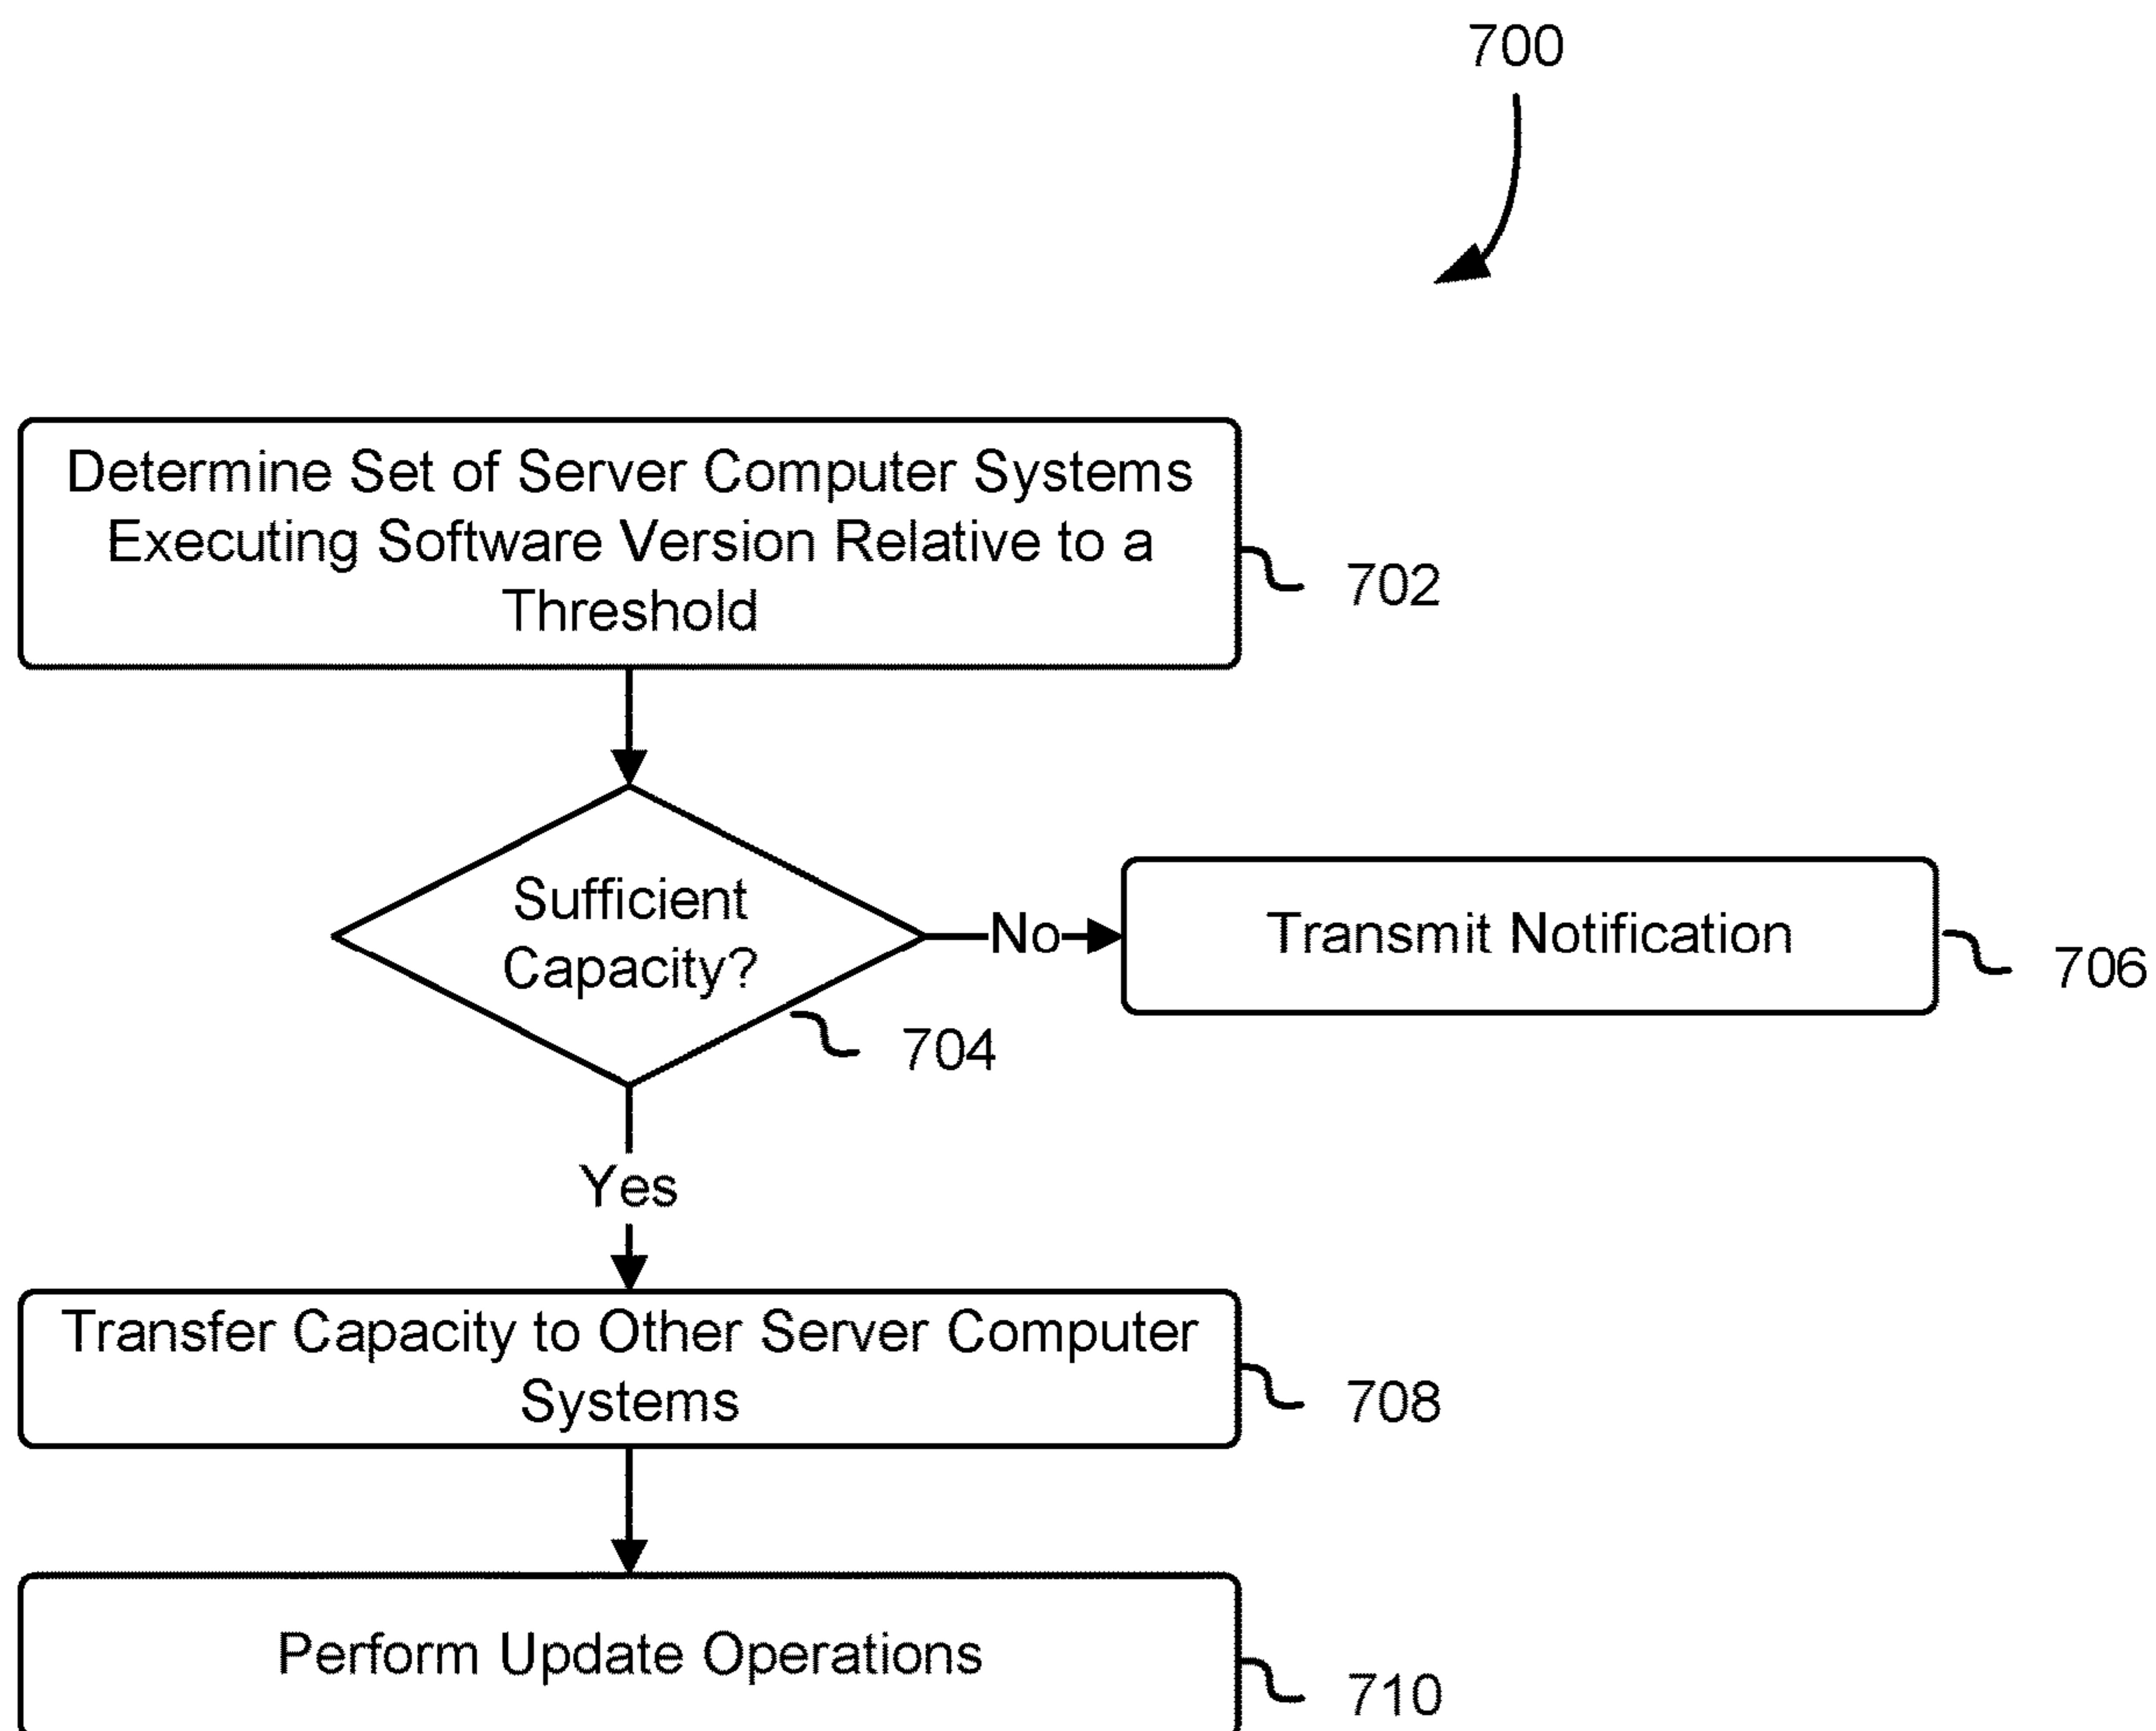 700
Determine Set of Server Computer Systems
Executing Software Version Relative to a
Threshold
702
Sufficient
Capacity?
704
No
Transmit Notification
706
Yes
Transfer Capacity to Other Server Computer
Systems
708
Perform Update Operations
710